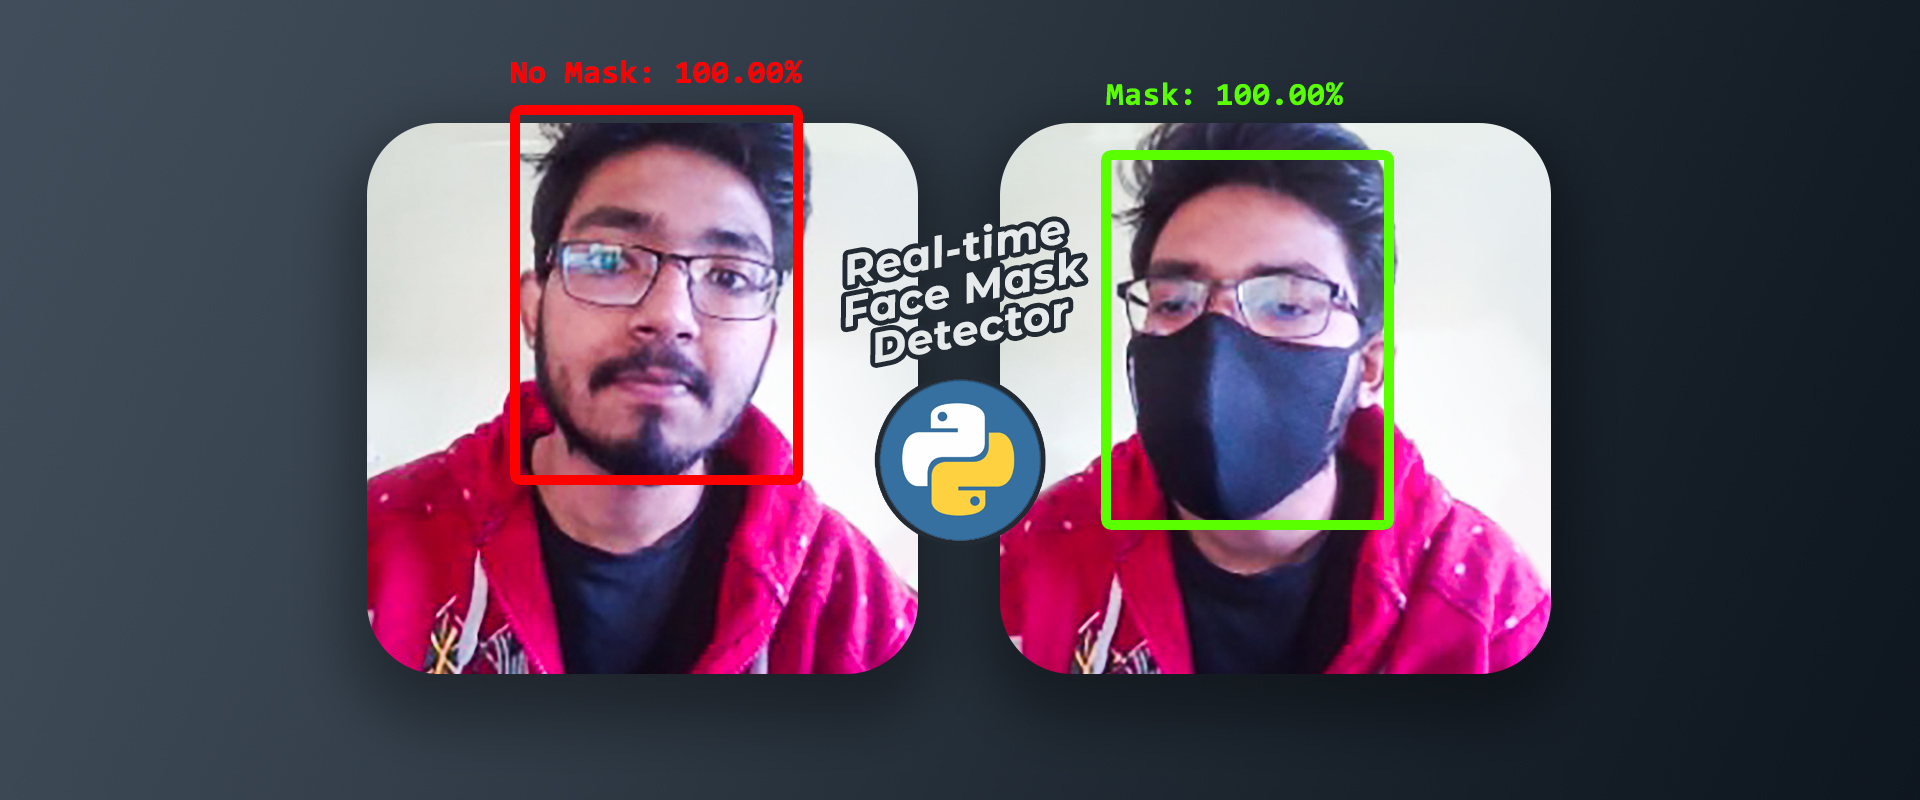 No Mask: 100.00%
Mask: 100.00%
Real-time
Face Mask
Detector